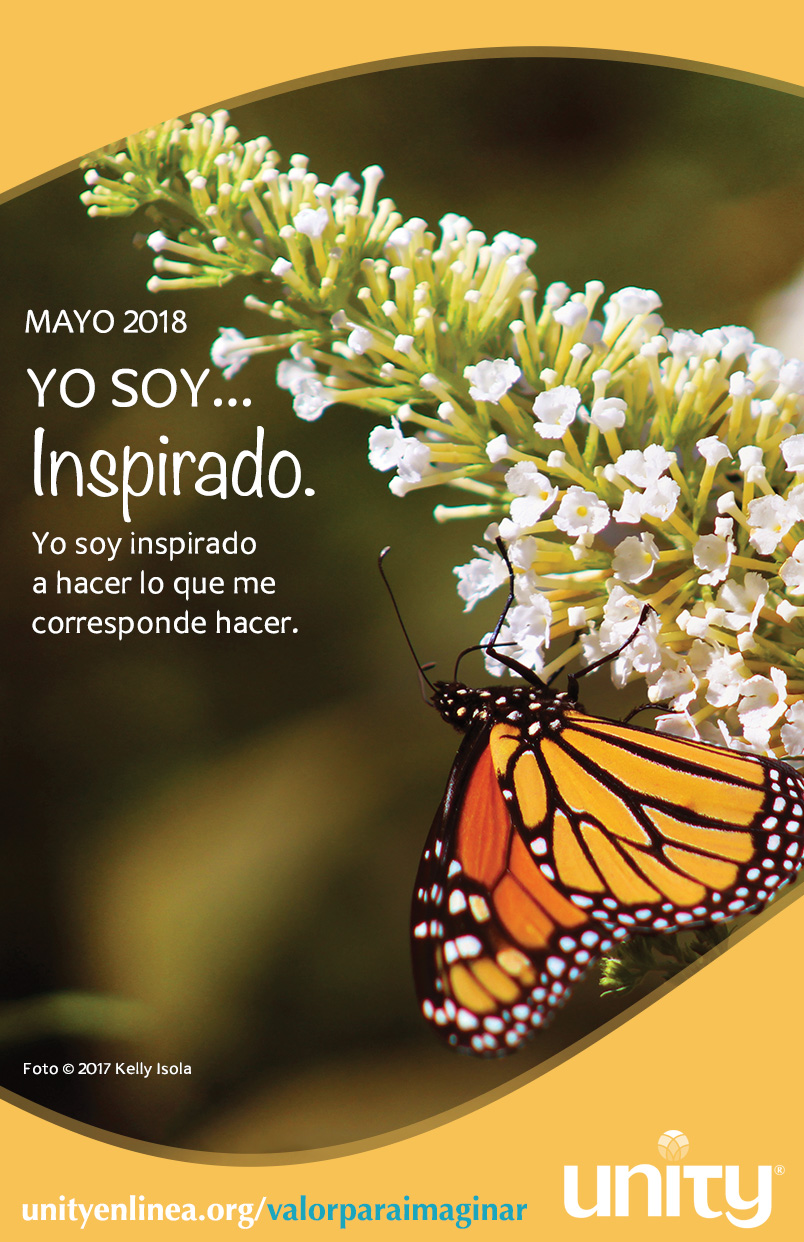 MAYO 2018
YO SOY...
Inspirado.
Yo soy inspirado
a hacer lo que me
corresponde hacer.
Foto © 2017 Kelly Isola
unity®
unityenlinea.org/valorparaimaginar